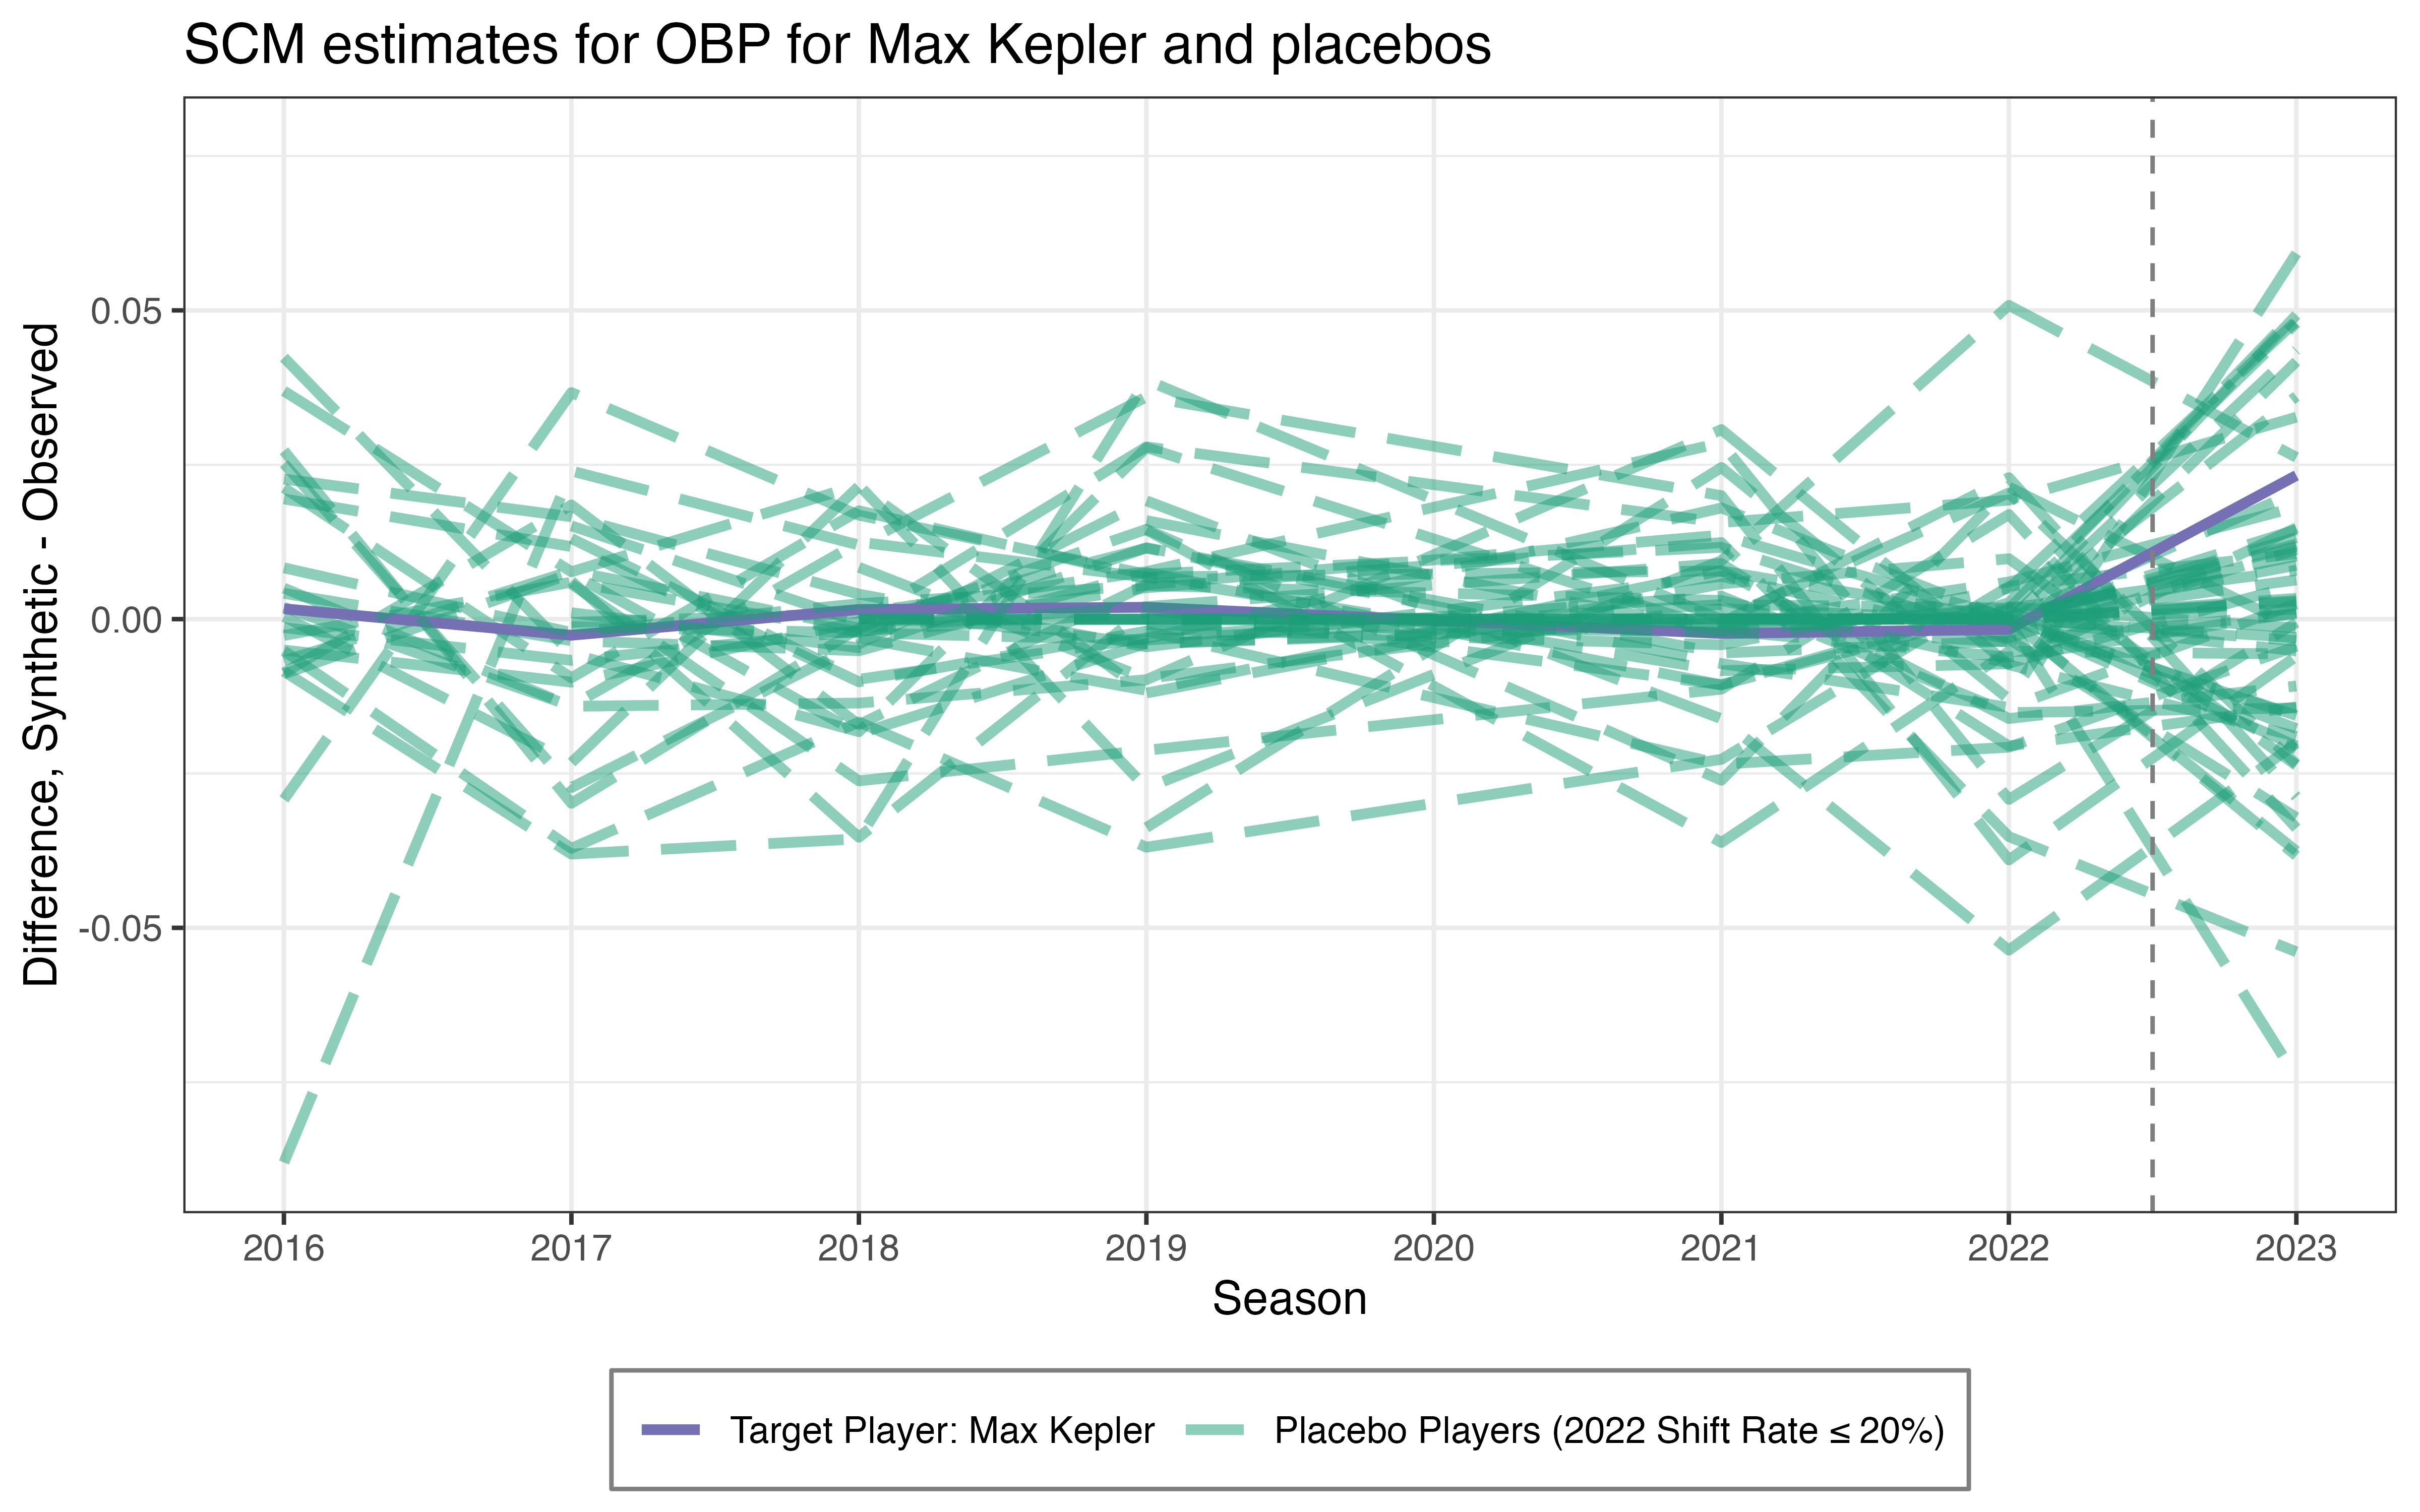 SCM estimates for OBP for Max Kepler and placebos
Difference, Synthetic - Observed
0.05
0.00
-0.05
2016 2017 2018 2019 2020 2021 2022 2023
Season
Target Player: Max Kepler Placebo Players (2022 Shift Rate ≤ 20%)